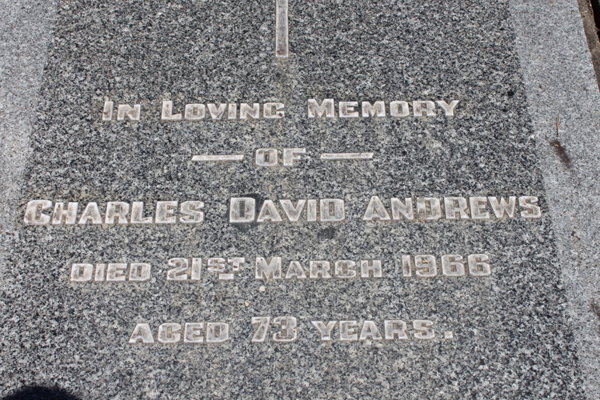 In Loving Memory
— OF —
Charles David Andrews
Died 21st March 1966
Aged 73 years.